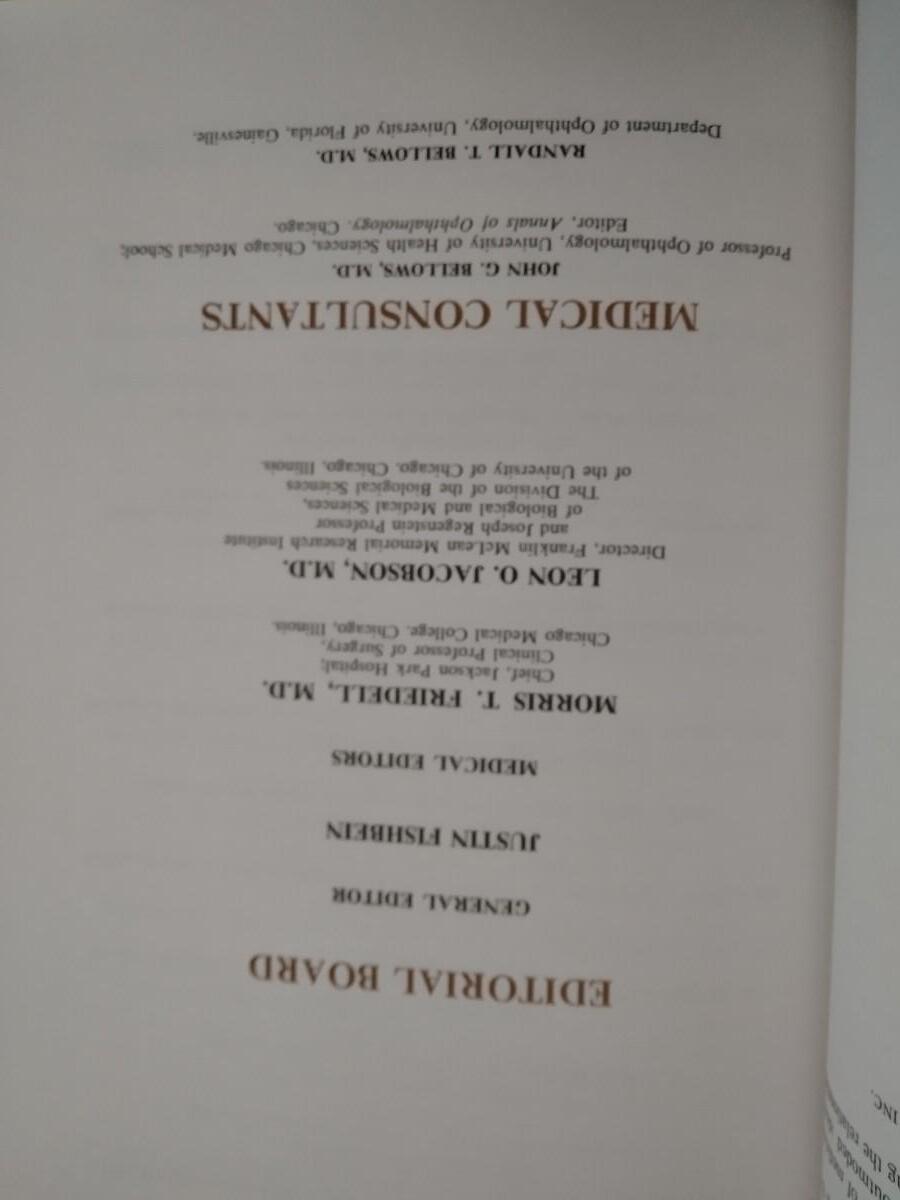 EDITORIAL BOARD
GENERAL EDITOR
JUSTIN FISHBEIN
MEDICAL EDITORS
MORRIS T. FRIEDELL, M.D.
Chief, Jackson Park Hospital;
Clinical Professor of Surgery,
Chicago Medical College, Chicago, Illinois.
LEON O. JACOBSON, M.D.
Director, Franklin McLean Memorial Research Institute
and Joseph Regenstein Professor
of Biological and Medical Sciences,
The Division of the Biological Sciences
of the University of Chicago, Chicago, Illinois.
MEDICAL CONSULTANTS
JOHN G. BELLOWS, M.D.
Professor of Ophthalmology, University of Health Sciences, Chicago Medical School;
Editor, Annals of Ophthalmology, Chicago.
RANDALL T. BELLOWS, M.D.
Department of Ophthalmology, University of Florida, Gainesville.
of
outmoded
the
INC.